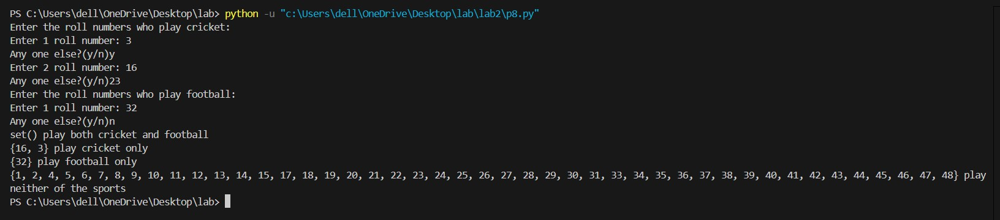 PS C:\Users\dell\OneDrive\Desktop\lab> python -u "c:\Users\dell\OneDrive\Desktop\lab\lab2\p8.py"
Enter the roll numbers who play cricket:
Enter 1 roll number: 3
Any one else?(y/n)y
Enter 2 roll number: 16
Any one else?(y/n)23
Enter the roll numbers who play football:
Enter 1 roll number: 32
Any one else?(y/n)n
set() play both cricket and football
{16, 3} play cricket only
{32} play football only
{1, 2, 4, 5, 6, 7, 8, 9, 10, 11, 12, 13, 14, 15, 17, 18, 19, 20, 21, 22, 23, 24, 25, 26, 27, 28, 29, 30, 31, 33, 34, 35, 36, 37, 38, 39, 40, 41, 42, 43, 44, 45, 46, 47, 48} play
neither of the sports
PS C:\Users\dell\OneDrive\Desktop\lab>